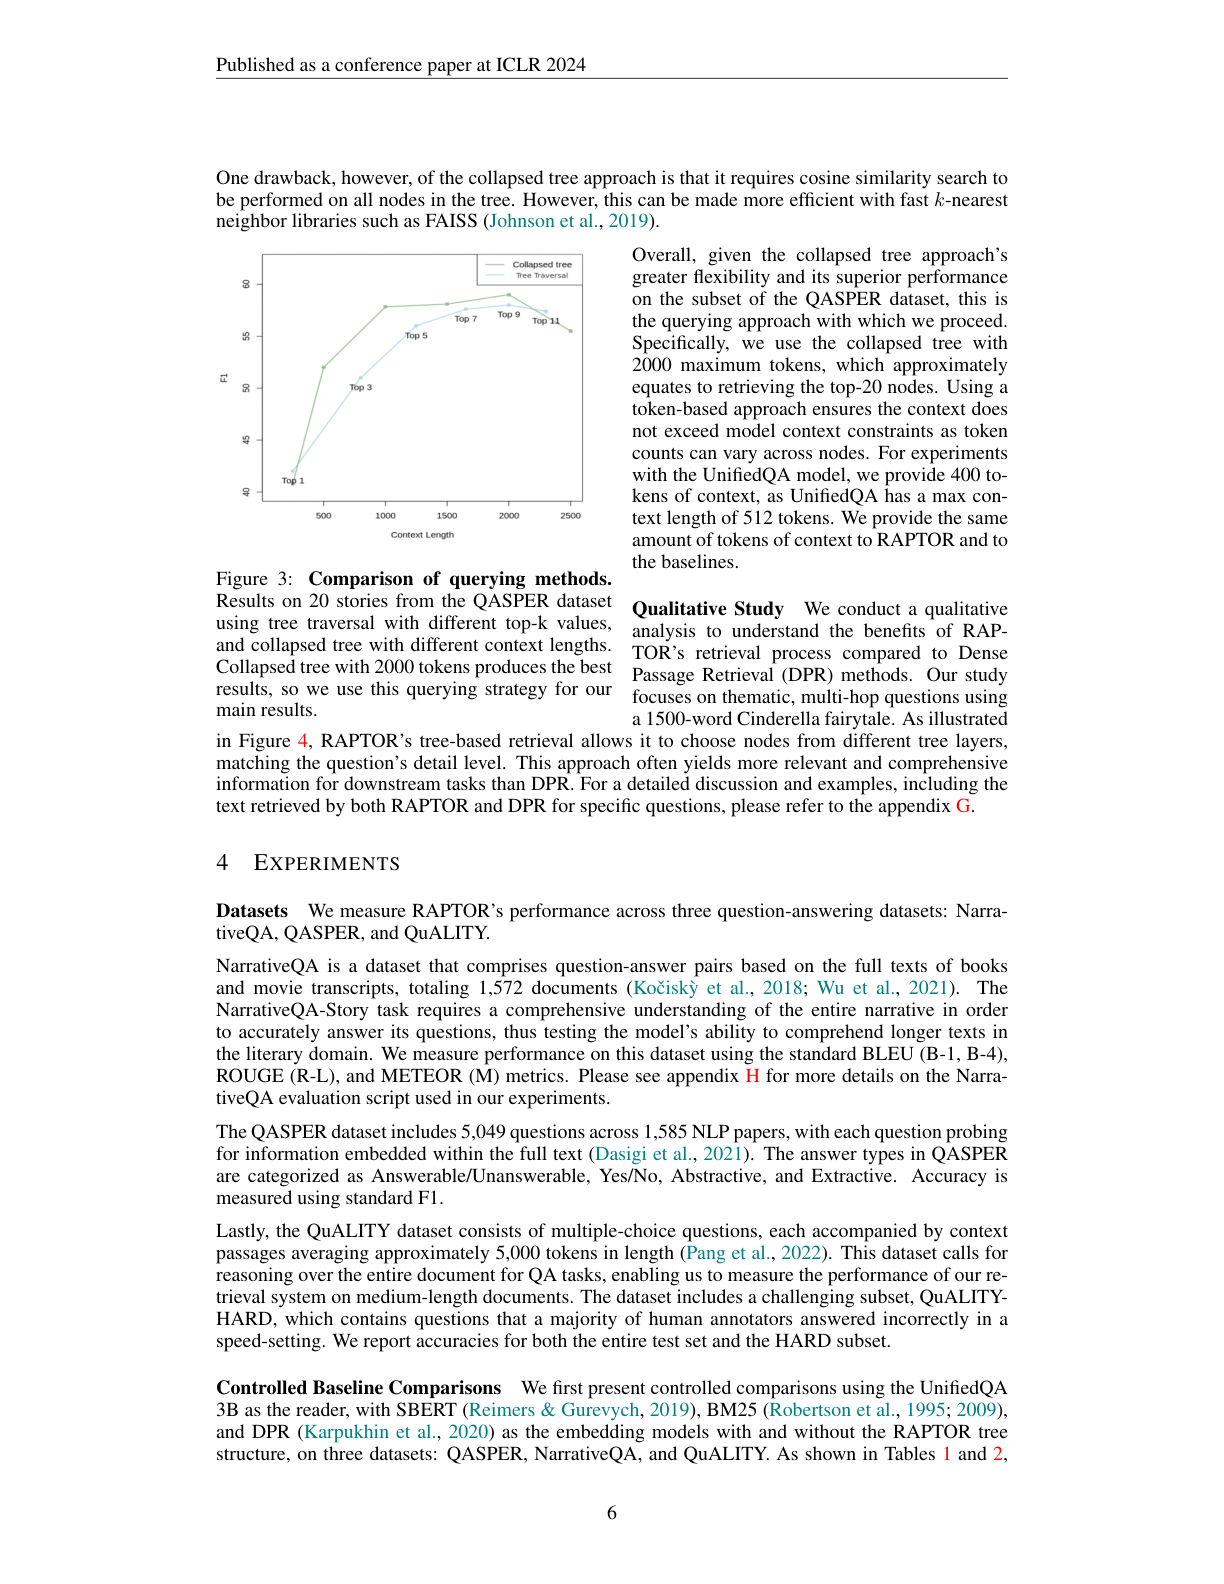 Published as a conference paper at ICLR 2024
One drawback, however, of the collapsed tree approach is that it requires cosine similarity search to
be performed on all nodes in the tree. However, this can be made more efficient with fast k-nearest
neighbor libraries such as FAISS (Johnson et al., 2019).
Collapsed tree
Tree Traversal
60
55
50
45
40
F1
Top 1
Top 3
Top 5
Top 7
Top 9
Top 11
500 1000 1500 2000 2500
Context Length
Figure 3: Comparison of querying methods.
Results on 20 stories from the QASPER dataset
using tree traversal with different top-k values,
and collapsed tree with different context lengths.
Collapsed tree with 2000 tokens produces the best
results, so we use this querying strategy for our
main results.
Overall, given the collapsed tree approach's
greater flexibility and its superior performance
on the subset of the QASPER dataset, this is
the querying approach with which we proceed.
Specifically, we use the collapsed tree with
2000 maximum tokens, which approximately
equates to retrieving the top-20 nodes. Using a
token-based approach ensures the context does
not exceed model context constraints as token
counts can vary across nodes. For experiments
with the UnifiedQA model, we provide 400 to-
kens of context, as UnifiedQA has a max con-
text length of 512 tokens. We provide the same
amount of tokens of context to RAPTOR and to
the baselines.
Qualitative Study We conduct a qualitative
analysis to understand the benefits of RAP-
TOR's retrieval process compared to Dense
Passage Retrieval (DPR) methods. Our study
focuses on thematic, multi-hop questions using
a 1500-word Cinderella fairytale. As illustrated
in Figure 4, RAPTOR's tree-based retrieval allows it to choose nodes from different tree layers,
matching the question's detail level. This approach often yields more relevant and comprehensive
information for downstream tasks than DPR. For a detailed discussion and examples, including the
text retrieved by both RAPTOR and DPR for specific questions, please refer to the appendix G.
4 EXPERIMENTS
Datasets We measure RAPTOR's performance across three question-answering datasets: Narra-
tiveQA, QASPER, and QuALITY.
NarrativeQA is a dataset that comprises question-answer pairs based on the full texts of books
and movie transcripts, totaling 1,572 documents (Kočiskỳ et al., 2018; Wu et al., 2021). The
NarrativeQA-Story task requires a comprehensive understanding of the entire narrative in order
to accurately answer its questions, thus testing the model's ability to comprehend longer texts in
the literary domain. We measure performance on this dataset using the standard BLEU (B-1, B-4),
ROUGE (R-L), and METEOR (M) metrics. Please see appendix H for more details on the Narra-
tiveQA evaluation script used in our experiments.
The QASPER dataset includes 5,049 questions across 1,585 NLP papers, with each question probing
for information embedded within the full text (Dasigi et al., 2021). The answer types in QASPER
are categorized as Answerable/Unanswerable, Yes/No, Abstractive, and Extractive. Accuracy is
measured using standard F1.
Lastly, the QuALITY dataset consists of multiple-choice questions, each accompanied by context
passages averaging approximately 5,000 tokens in length (Pang et al., 2022). This dataset calls for
reasoning over the entire document for QA tasks, enabling us to measure the performance of our re-
trieval system on medium-length documents. The dataset includes a challenging subset, QuALITY-
HARD, which contains questions that a majority of human annotators answered incorrectly in a
speed-setting. We report accuracies for both the entire test set and the HARD subset.
Controlled Baseline Comparisons We first present controlled comparisons using the UnifiedQA
3B as the reader, with SBERT (Reimers & Gurevych, 2019), BM25 (Robertson et al., 1995; 2009),
and DPR (Karpukhin et al., 2020) as the embedding models with and without the RAPTOR tree
structure, on three datasets: QASPER, NarrativeQA, and QuALITY. As shown in Tables 1 and 2,
6